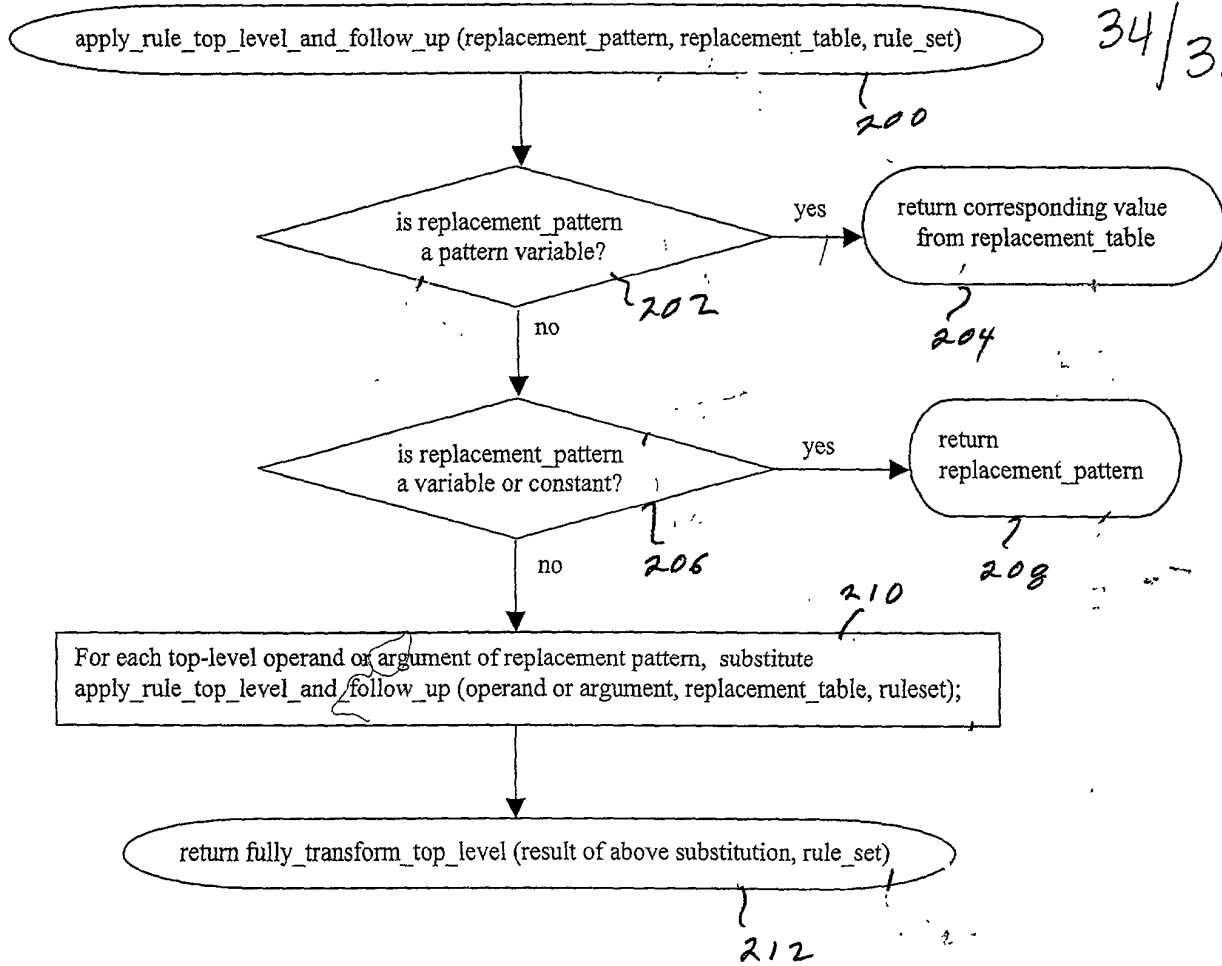 apply_rule_top_level_and_follow_up (replacement_pattern, replacement_table, rule_set)
34/3
200
is replacement_pattern
a pattern variable?
yes
return corresponding value
from replacement_table
202
204
no
is replacement_pattern
a variable or constant?
yes
return
replacement_pattern
206
208
no
210
For each top-level operand or argument of replacement pattern, substitute
apply_rule_top_level_and_follow_up (operand or argument, replacement_table, ruleset);
return fully_transform_top_level (result of above substitution, rule_set)
212